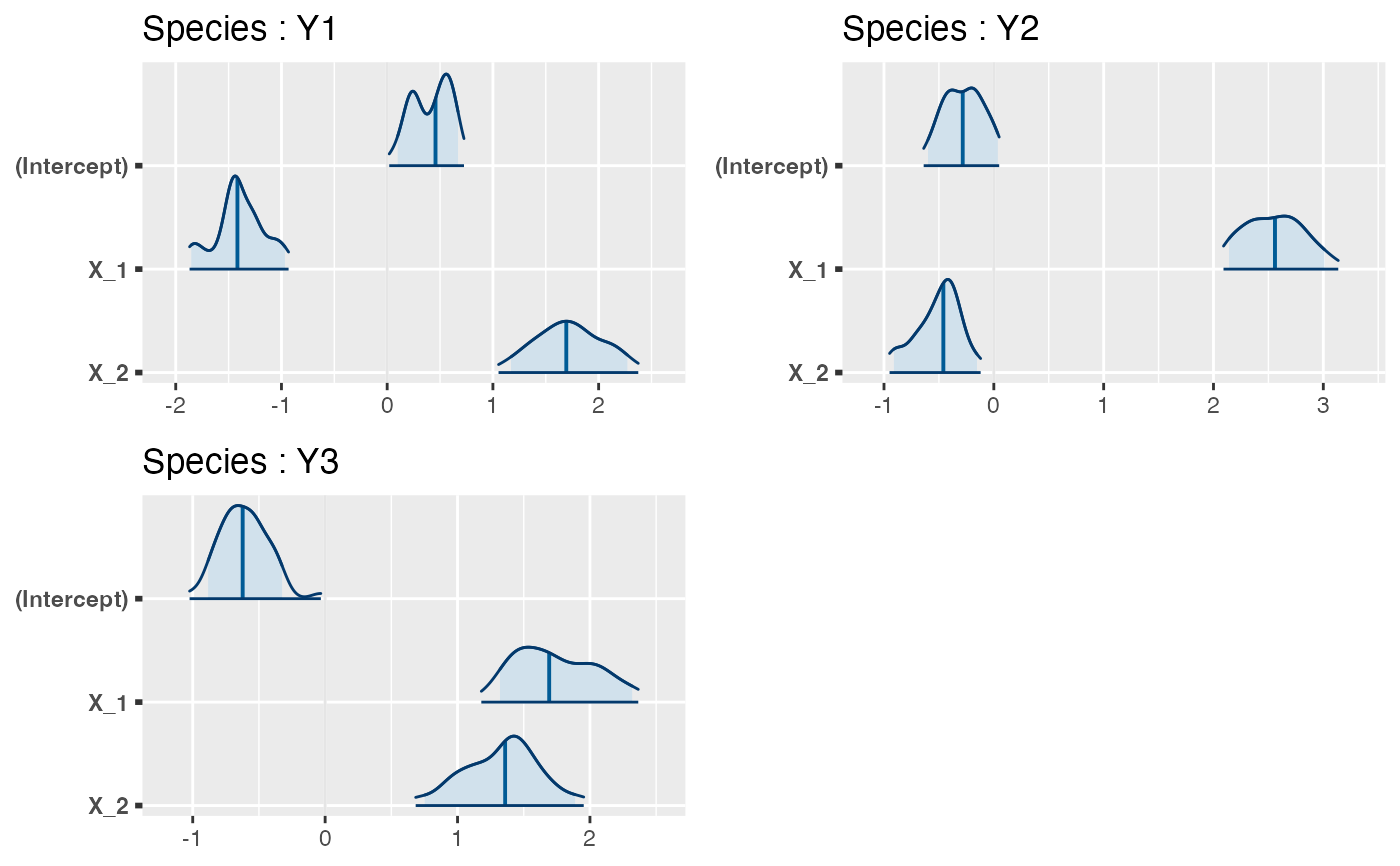 Species : Y1
(Intercept)
X_1
X_2
-2 -1 0 1 2
Species : Y2
(Intercept)
X_1
X_2
-1 0 1 2 3
Species : Y3
(Intercept)
X_1
X_2
-1 0 1 2